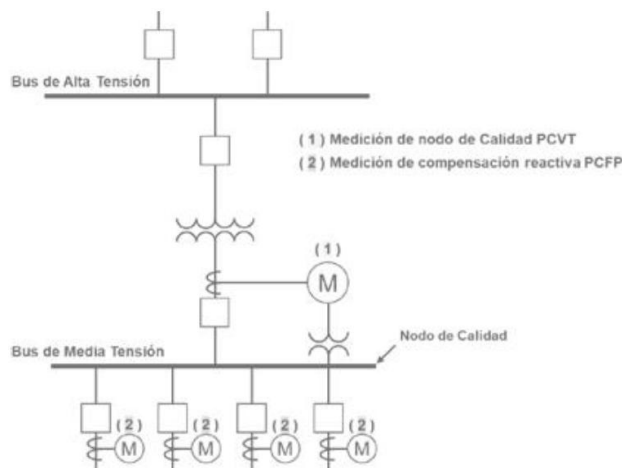 Bus de Alta Tensión
( 1 ) Medición de nodo de Calidad PCVT
( 2 ) Medición de compensación reactiva PCFP
( 1 )
M
Nodo de Calidad
Bus de Media Tensión
( 2 ) ( 2 ) ( 2 ) ( 2 )
M M M M